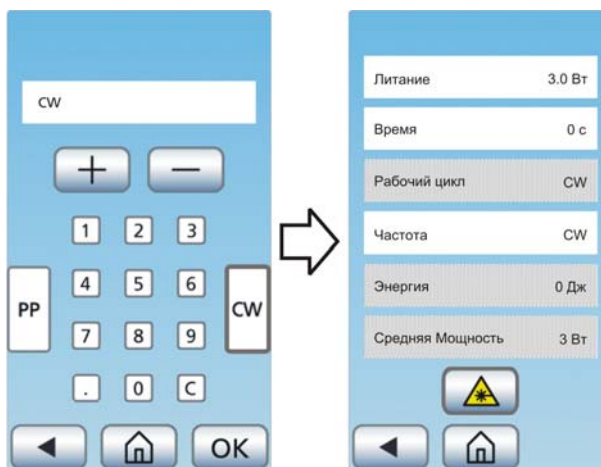 CW
+ −
1 2 3
PP 4 5 6 CW
7 8 9
. 0 C
OK
Литание 3.0 Вт
Время 0 с
Рабочий цикл CW
Частота CW
Энергия 0 Дж
Средняя Мощность 3 Вт